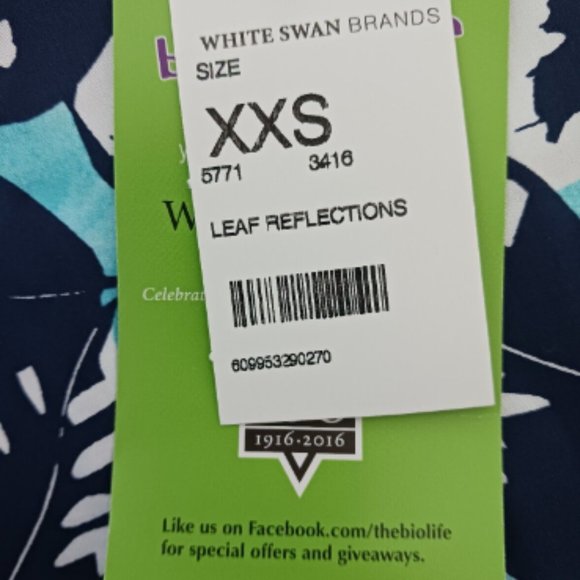 WHITE SWAN BRANDS
SIZE
XXS
5771 3416
LEAF REFLECTIONS
609953290270
Celebrat
1916-2016
Like us on Facebook.com/thebiolife
for special offers and giveaways.